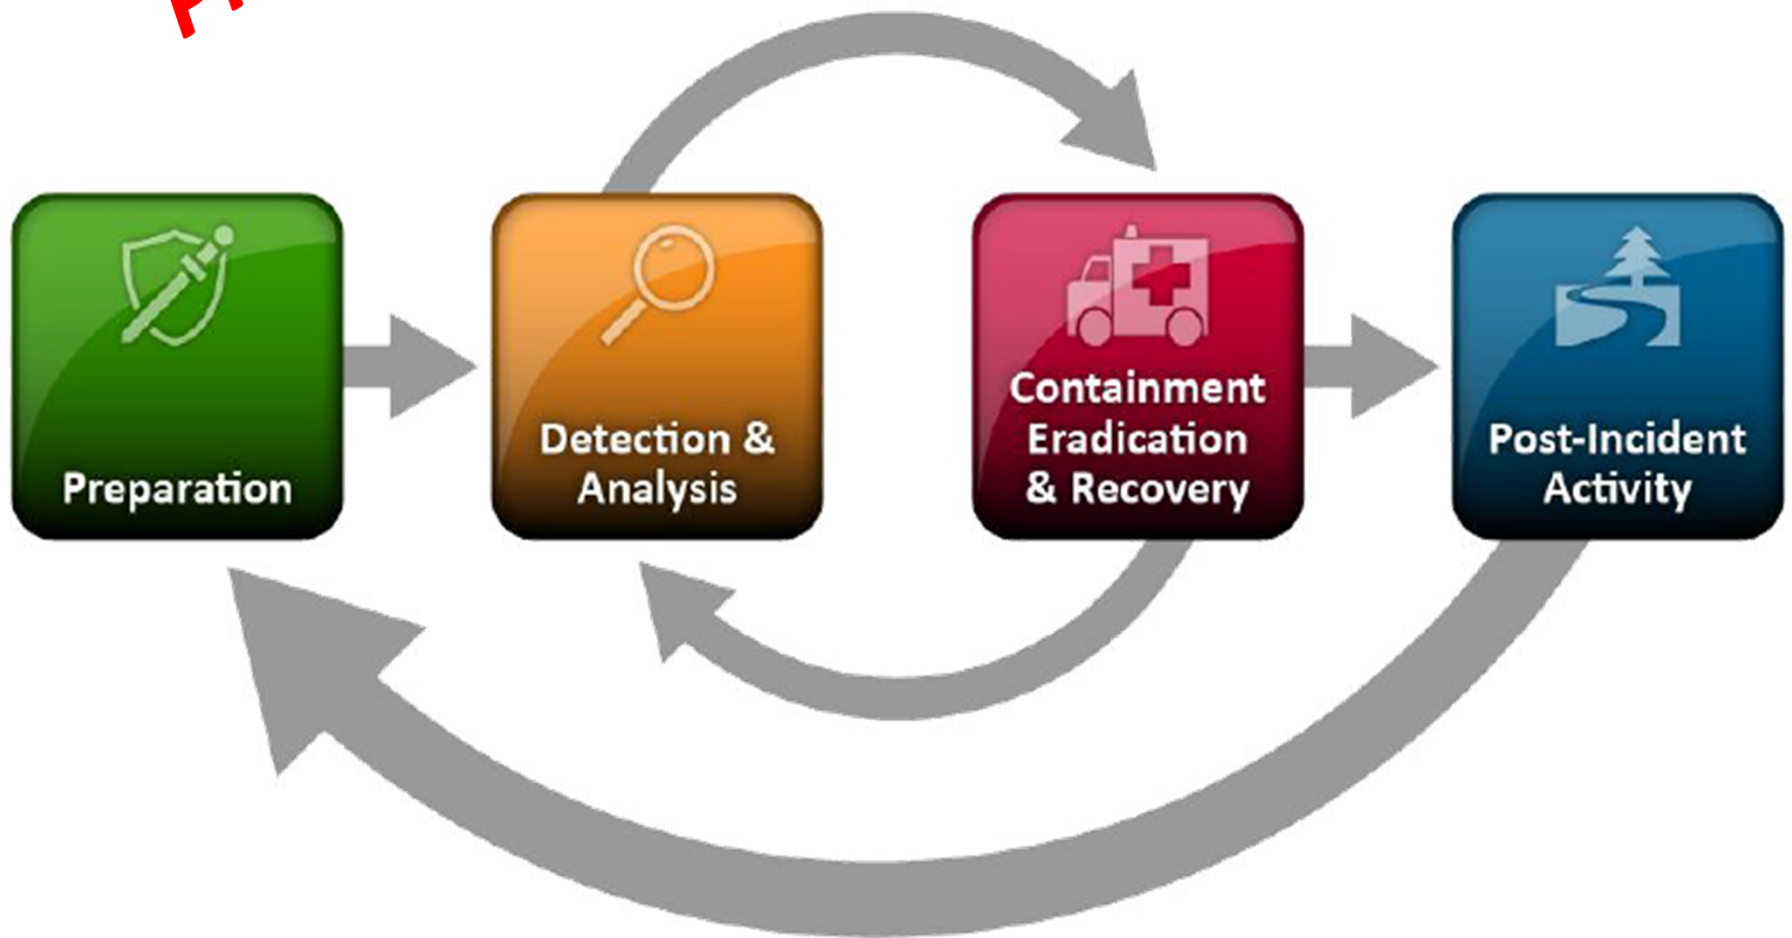 Preparation
Detection &
Analysis
Containment
Eradication
& Recovery
Post-Incident
Activity